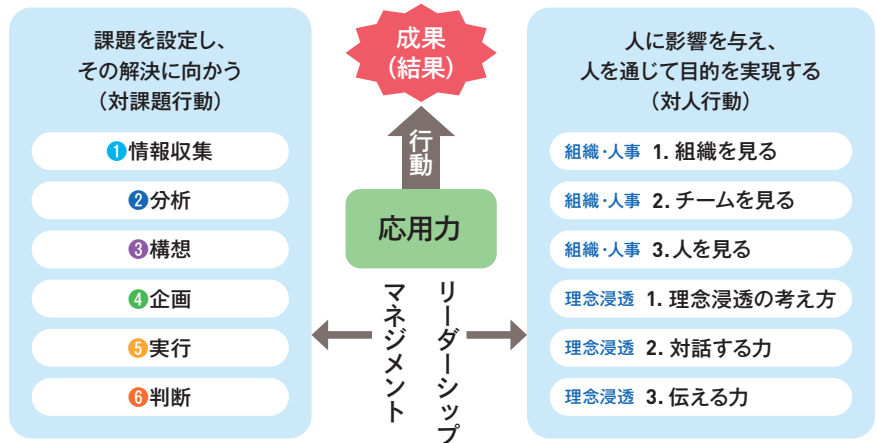 課題を設定し、
その解決に向かう
（対課題行動）
❶情報収集
❷分析
❸構想
❹企画
❺実行
❻判断
成果
（結果）
行動
応用力
マネジメント
リーダーシップ
人に影響を与え、
人を通じて目的を実現する
（対人行動）
組織・人事 1. 組織を見る
組織・人事 2. チームを見る
組織・人事 3. 人を見る
理念浸透 1. 理念浸透の考え方
理念浸透 2. 対話する力
理念浸透 3. 伝える力